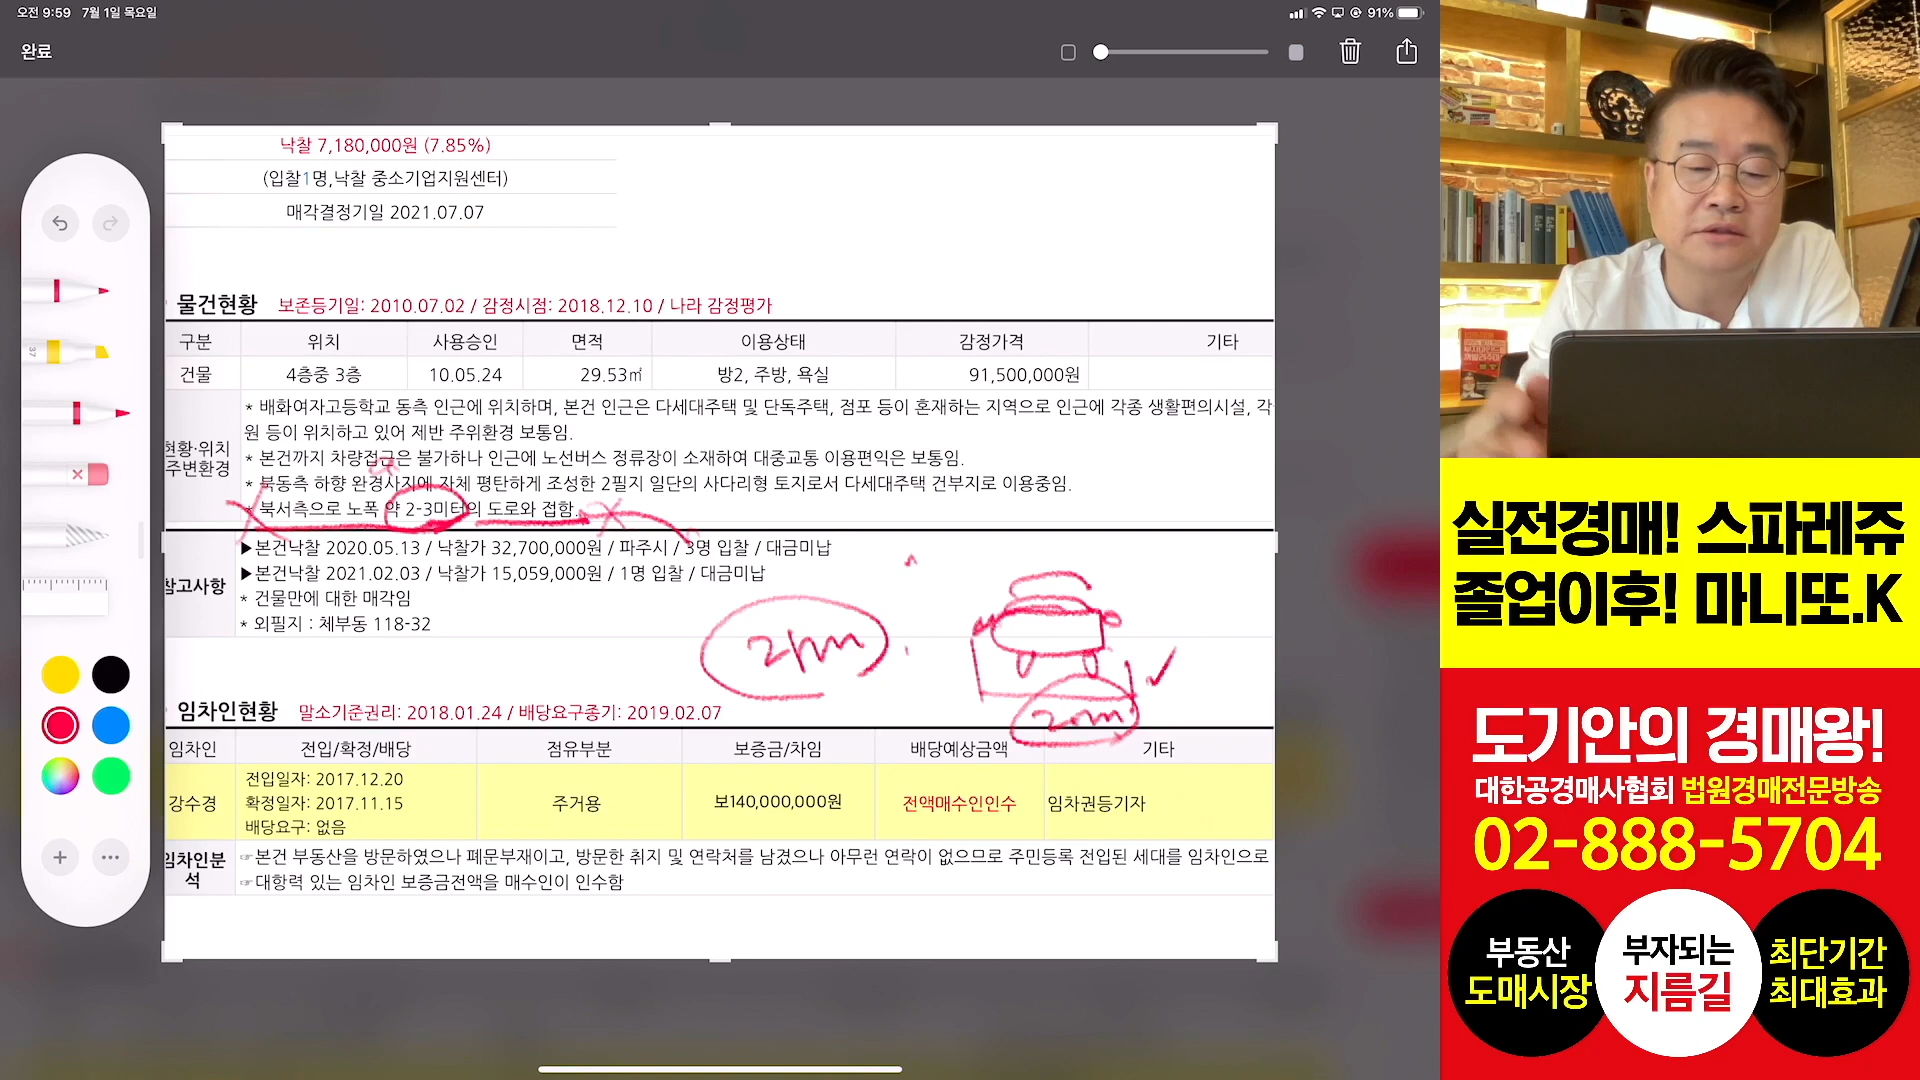 오전 9:59 7월 1일 목요일
91%
완료
낙찰 7,180,000원 (7.85%)
(입찰1명,낙찰 중소기업지원센터)
매각결정기일 2021.07.07
물건현황 보존등기일: 2010.07.02 / 감정시점: 2018.12.10 / 나라 감정평가
구분 위치 사용승인 면적 이용상태 감정가격 기타
건물 4층중 3층 10.05.24 29.53㎡ 방2, 주방, 욕실 91,500,000원
현황·위치
주변환경
* 배화여자고등학교 동측 인근에 위치하며, 본건 인근은 다세대주택 및 단독주택, 점포 등이 혼재하는 지역으로 인근에 각종 생활편의시설, 각
원 등이 위치하고 있어 제반 주위환경 보통임.
* 본건까지 차량접근은 불가하나 인근에 노선버스 정류장이 소재하여 대중교통 이용편익은 보통임.
* 북동측 하향 완경사지에 자체 평탄하게 조성한 2필지 일단의 사다리형 토지로서 다세대주택 건부지로 이용중임.
* 북서측으로 노폭 약 2-3미터의 도로와 접함.
참고사항
▶본건낙찰 2020.05.13 / 낙찰가 32,700,000원 / 파주시 / 3명 입찰 / 대금미납
▶본건낙찰 2021.02.03 / 낙찰가 15,059,000원 / 1명 입찰 / 대금미납
* 건물만에 대한 매각임
* 외필지 : 체부동 118-32
임차인현황 말소기준권리: 2018.01.24 / 배당요구종기: 2019.02.07
임차인 전입/확정/배당 점유부분 보증금/차임 배당예상금액 기타
강수경
전입일자: 2017.12.20
확정일자: 2017.11.15
배당요구: 없음
주거용 보140,000,000원 전액매수인인수 임차권등기자
임차인분
석
☞본건 부동산을 방문하였으나 폐문부재이고, 방문한 취지 및 연락처를 남겼으나 아무런 연락이 없으므로 주민등록 전입된 세대를 임차인으로
☞대항력 있는 임차인 보증금전액을 매수인이 인수함
실전경매! 스파레쥬
졸업이후! 마니또.K
도기안의 경매왕!
대한공경매사협회 법원경매전문방송
02-888-5704
부동산
도매시장
부자되는
지름길
최단기간
최대효과